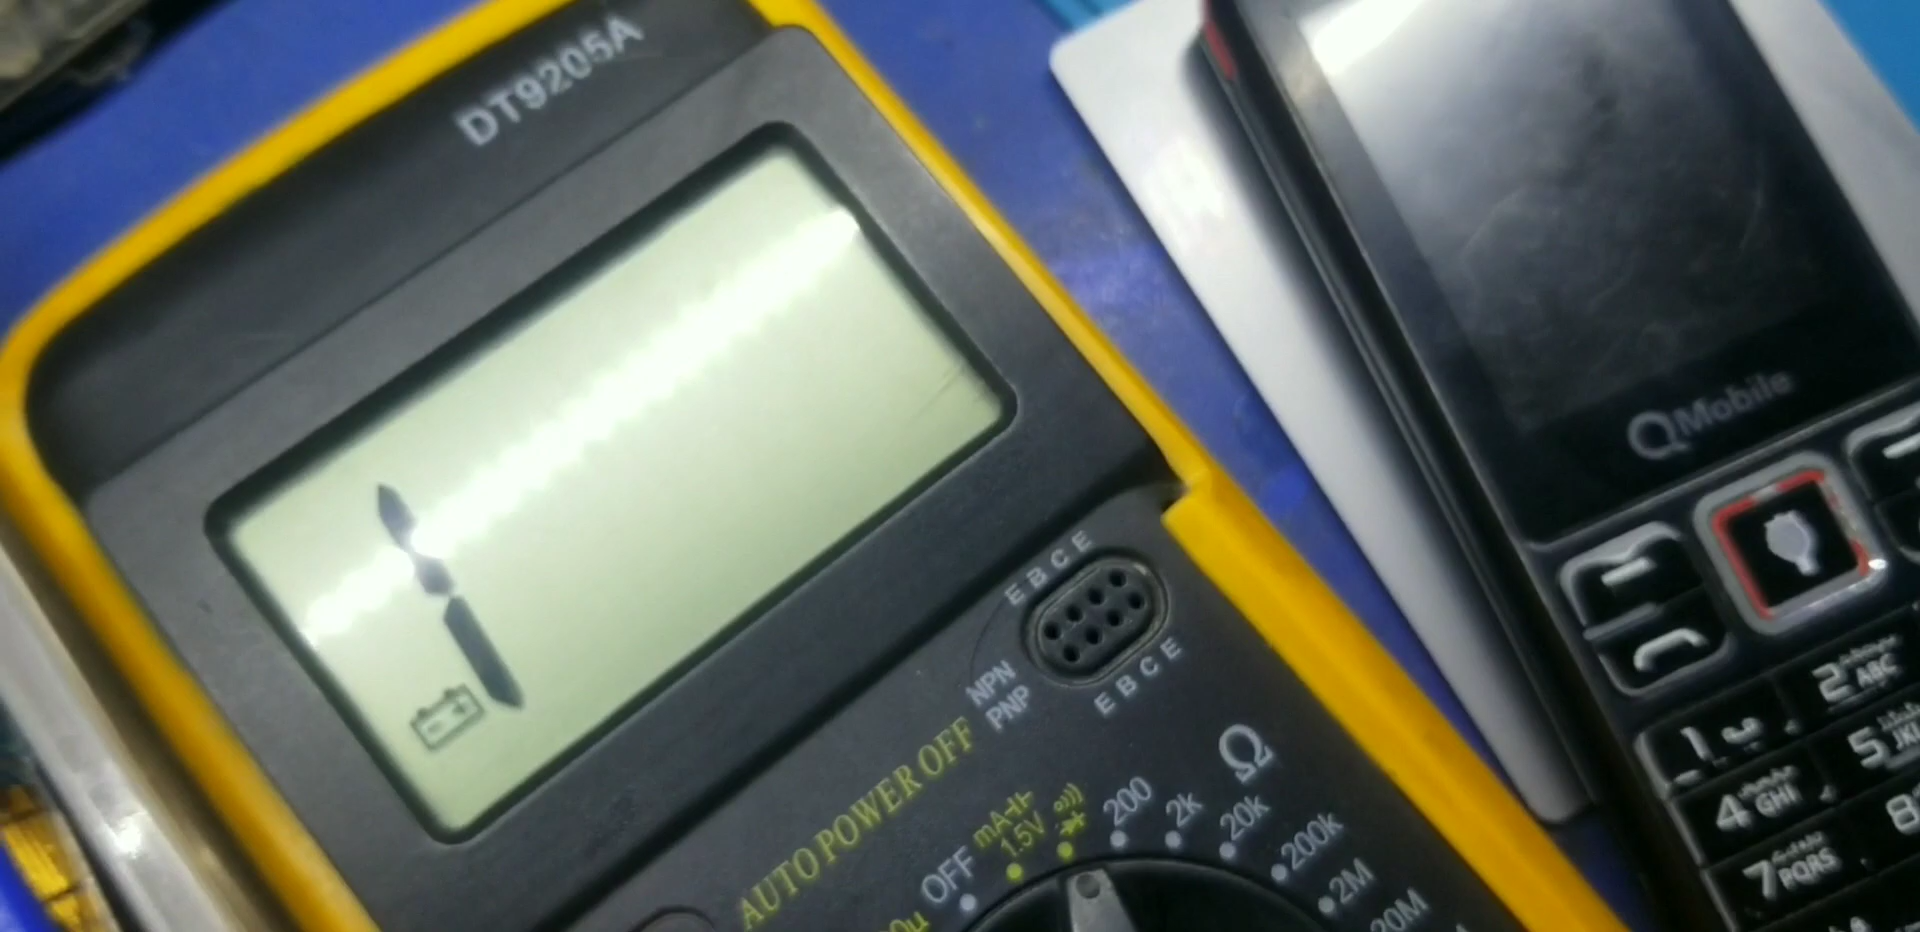 DT9205A
1
E B C E
NPN
PNP
E B C E
AUTO POWER OFF
Ω
OFF
1.5V
200
2k
20k
200k
2M
20M
QMobile
1
2 ABC
4 GHI
5 JKL
7 PQRS
8